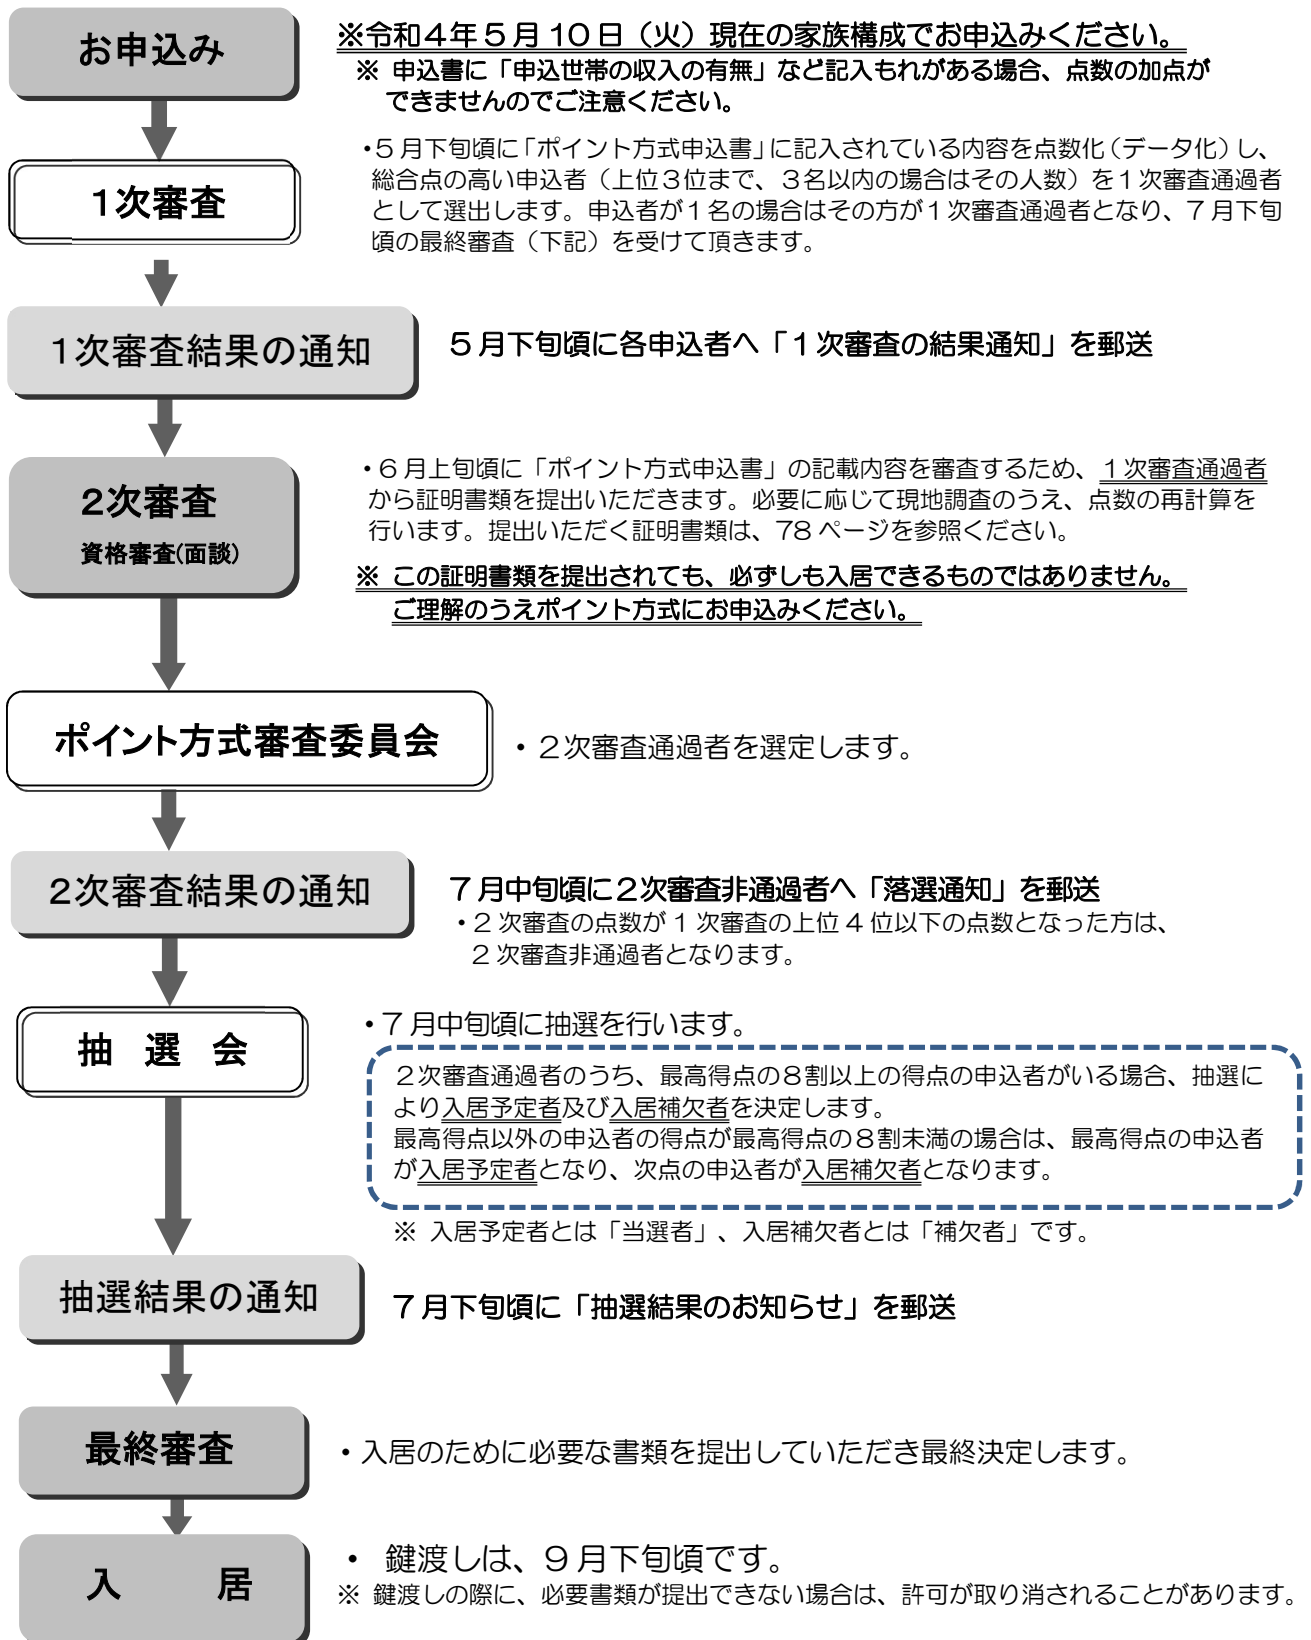 お申込み
※令和４年５月10日（火）現在の家族構成でお申込みください。
※ 申込書に「申込世帯の収入の有無」など記入もれがある場合、点数の加点が
できませんのでご注意ください。
１次審査
・５月下旬頃に「ポイント方式申込書」に記入されている内容を点数化（データ化）し、
総合点の高い申込者（上位３位まで、３名以内の場合はその人数）を１次審査通過者
として選出します。申込者が１名の場合はその方が１次審査通過者となり、７月下旬
頃の最終審査（下記）を受けて頂きます。
１次審査結果の通知
５月下旬頃に各申込者へ「１次審査の結果通知」を郵送
２次審査
資格審査(面談)
・６月上旬頃に「ポイント方式申込書」の記載内容を審査するため、１次審査通過者
から証明書類を提出いただきます。必要に応じて現地調査のうえ、点数の再計算を
行います。提出いただく証明書類は、78 ページを参照ください。
※ この証明書類を提出されても、必ずしも入居できるものではありません。
ご理解のうえポイント方式にお申込みください。
ポイント方式審査委員会
・２次審査通過者を選定します。
２次審査結果の通知
７月中旬頃に２次審査非通過者へ「落選通知」を郵送
・２次審査の点数が１次審査の上位４位以下の点数となった方は、
２次審査非通過者となります。
抽　選　会
・７月中旬頃に抽選を行います。
２次審査通過者のうち、最高得点の８割以上の得点の申込者がいる場合、抽選に
より入居予定者及び入居補欠者を決定します。
最高得点以外の申込者の得点が最高得点の８割未満の場合は、最高得点の申込者
が入居予定者となり、次点の申込者が入居補欠者となります。
※ 入居予定者とは「当選者」、入居補欠者とは「補欠者」です。
抽選結果の通知
７月下旬頃に「抽選結果のお知らせ」を郵送
最終審査
・入居のために必要な書類を提出していただき最終決定します。
入　　居
・ 鍵渡しは、９月下旬頃です。
※ 鍵渡しの際に、必要書類が提出できない場合は、許可が取り消されることがあります。